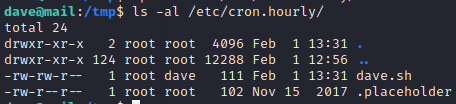 dave@mail:/tmp$ ls -al /etc/cron.hourly/
total 24
drwxr-xr-x   2 root root  4096 Feb  1 13:31 .
drwxr-xr-x 124 root root 12288 Feb  1 12:56 ..
-rw-rw-r--   1 root dave   111 Feb  1 13:31 dave.sh
-rw-r--r--   1 root root   102 Nov 15  2017 .placeholder